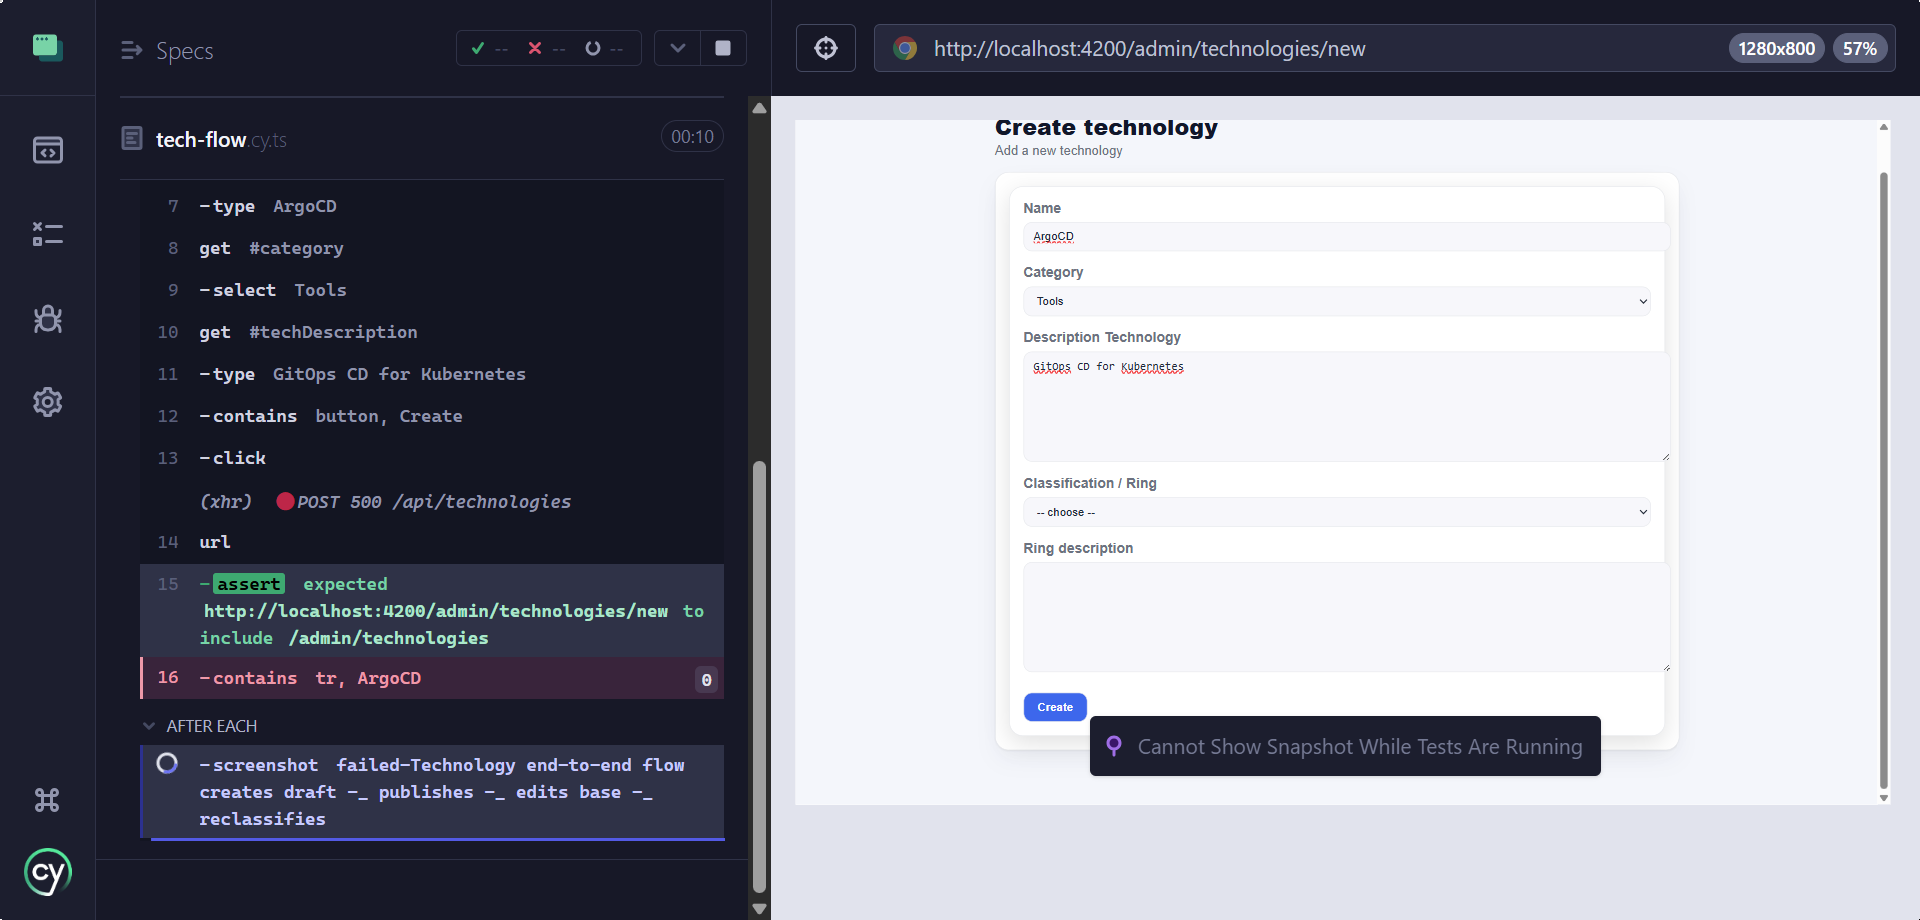 Specs
-- -- --
tech-flow.cy.ts
00:10
7 -type ArgoCD
8 get #category
9 -select Tools
10 get #techDescription
11 -type GitOps CD for Kubernetes
12 -contains button, Create
13 -click
(xhr) POST 500 /api/technologies
14 url
15 -assert expected
http://localhost:4200/admin/technologies/new to
include /admin/technologies
16 -contains tr, ArgoCD 0
AFTER EACH
-screenshot failed-Technology end-to-end flow
creates draft -_ publishes -_ edits base -_
reclassifies
cy
http://localhost:4200/admin/technologies/new
1280x800
57%
Create technology
Add a new technology
Name
ArgoCD
Category
Tools
Description Technology
GitOps CD for Kubernetes
Classification / Ring
-- choose --
Ring description
Create
Cannot Show Snapshot While Tests Are Running